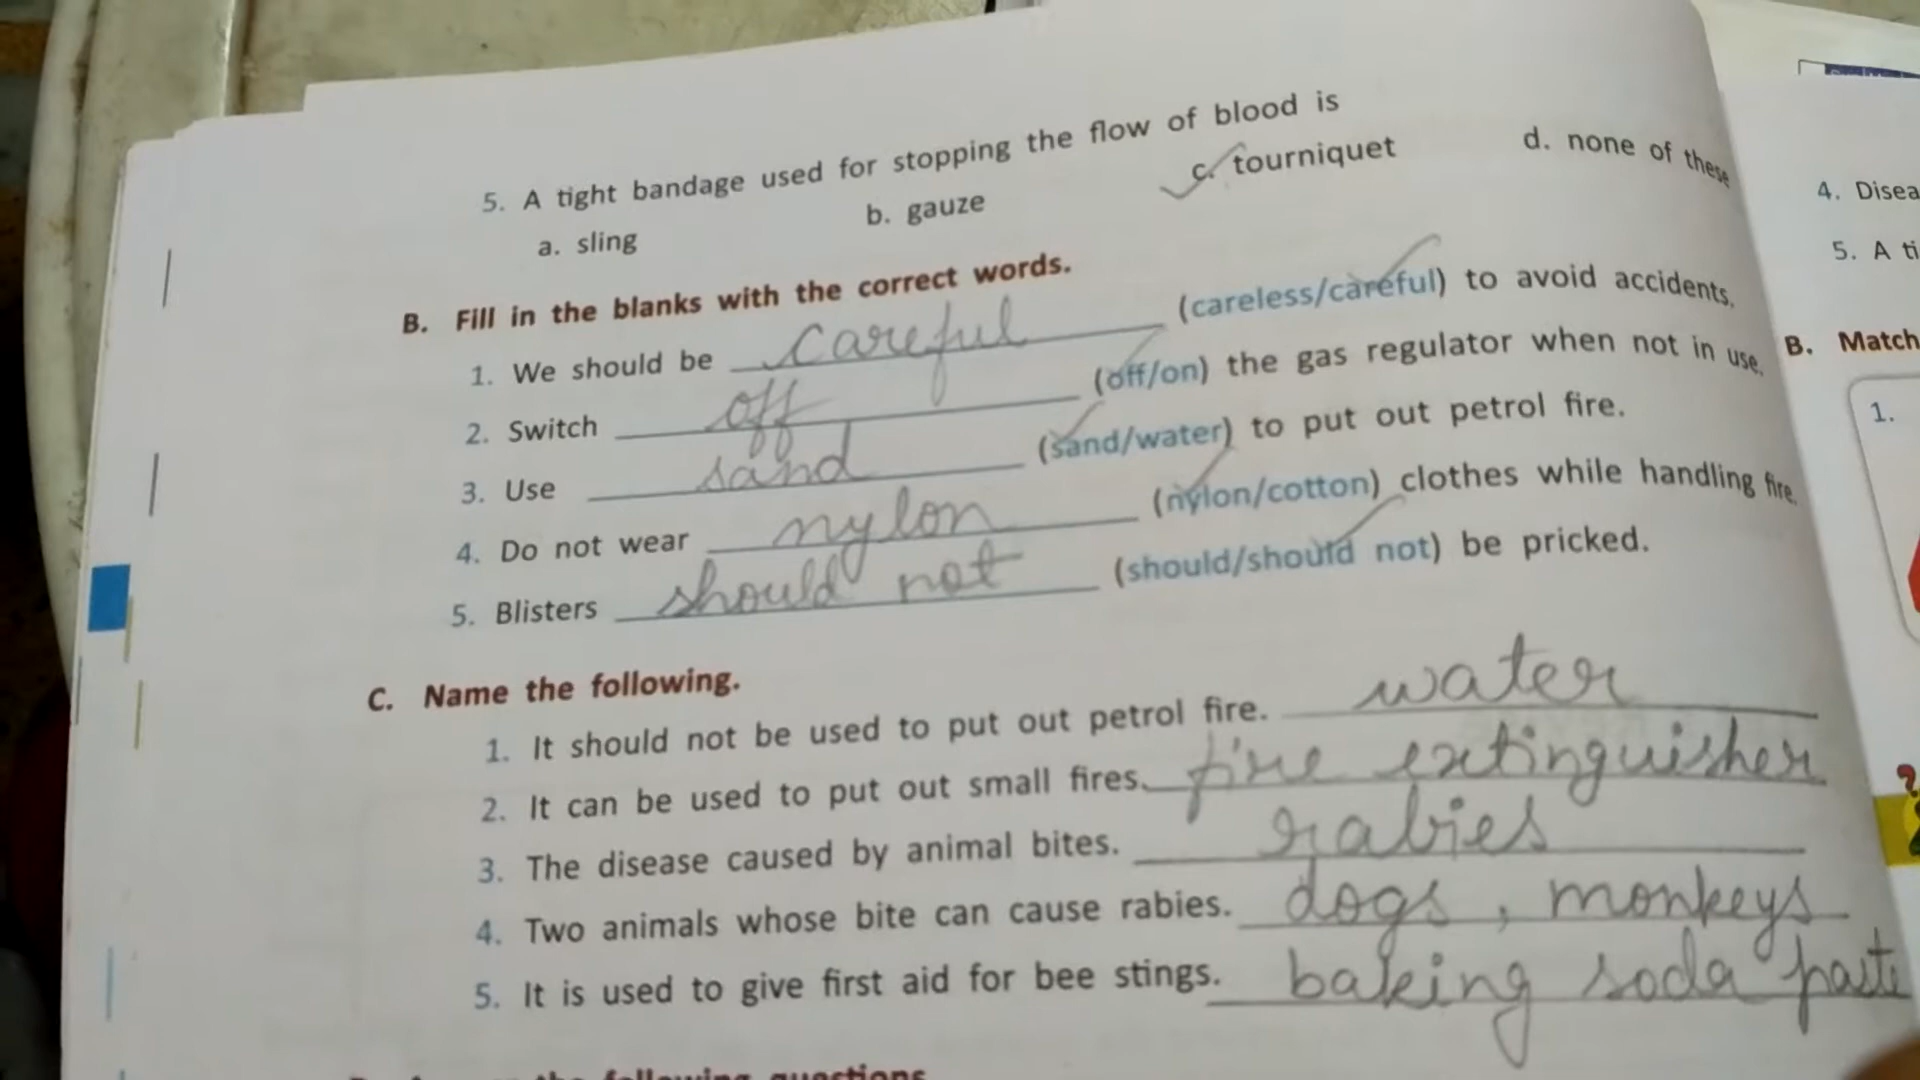 5. A tight bandage used for stopping the flow of blood is
a. sling b. gauze c. tourniquet d. none of these
B. Fill in the blanks with the correct words.
1. We should be careful (careless/careful) to avoid accidents.
2. Switch off (off/on) the gas regulator when not in use.
3. Use sand (sand/water) to put out petrol fire.
4. Do not wear nylon (nylon/cotton) clothes while handling fire.
5. Blisters should not (should/should not) be pricked.
C. Name the following.
1. It should not be used to put out petrol fire. water
2. It can be used to put out small fires. fire extinguisher
3. The disease caused by animal bites. rabies
4. Two animals whose bite can cause rabies. dogs, monkeys
5. It is used to give first aid for bee stings. baking soda paste
the following questions
4. Disea
5. A ti
B. Match
1.